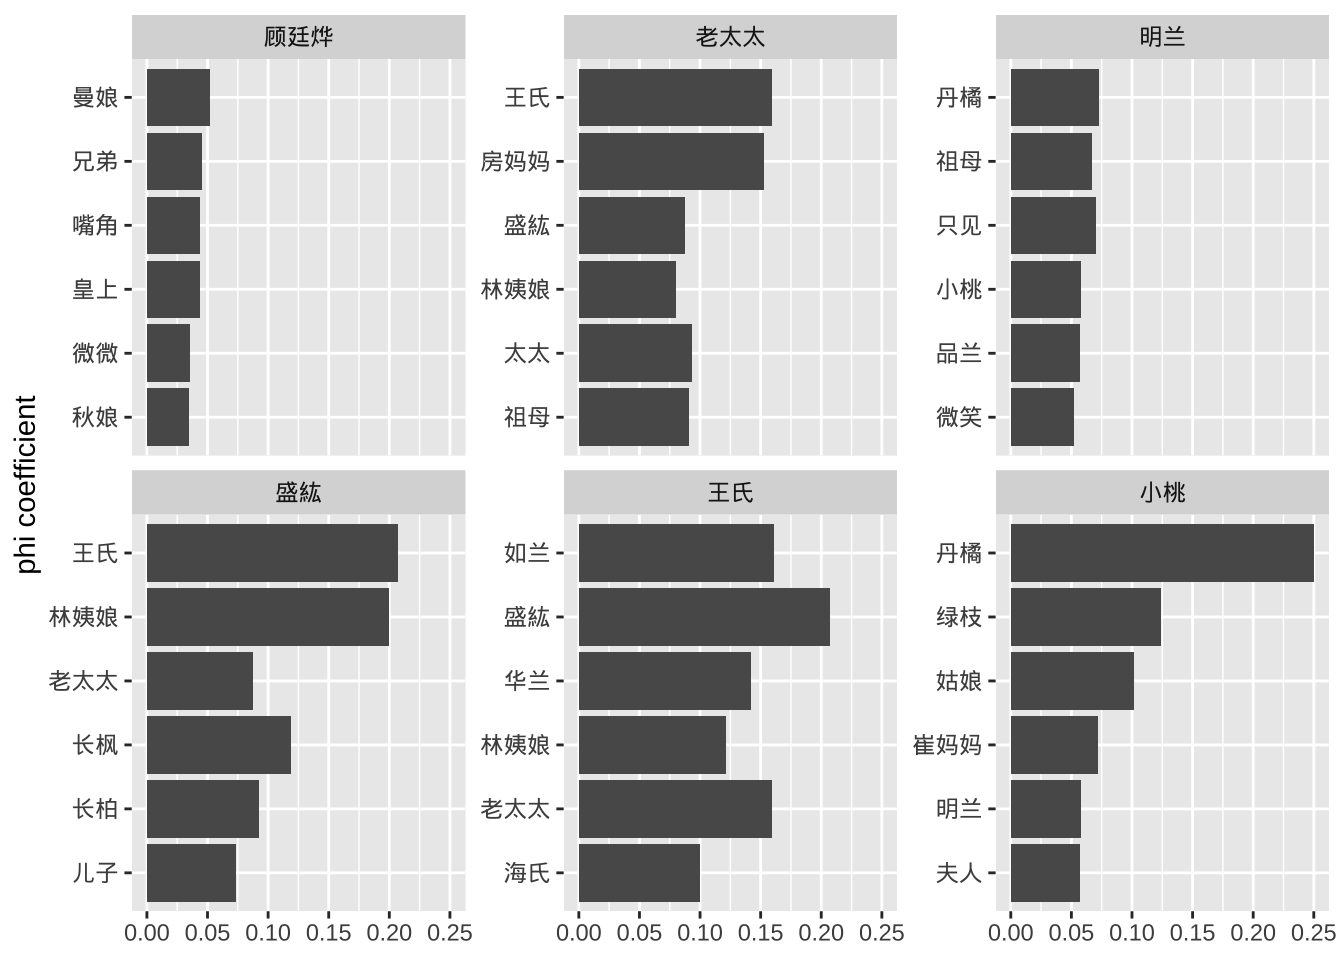 顾廷烨
老太太
明兰
曼娘
兄弟
嘴角
皇上
微微
秋娘
王氏
房妈妈
盛紘
林姨娘
太太
祖母
丹橘
祖母
只见
小桃
品兰
微笑
phi coefficient
盛紘
王氏
小桃
王氏
林姨娘
老太太
长枫
长柏
儿子
如兰
盛紘
华兰
林姨娘
老太太
海氏
丹橘
绿枝
姑娘
崔妈妈
明兰
夫人
0.00 0.05 0.10 0.15 0.20 0.25
0.00 0.05 0.10 0.15 0.20 0.25
0.00 0.05 0.10 0.15 0.20 0.25